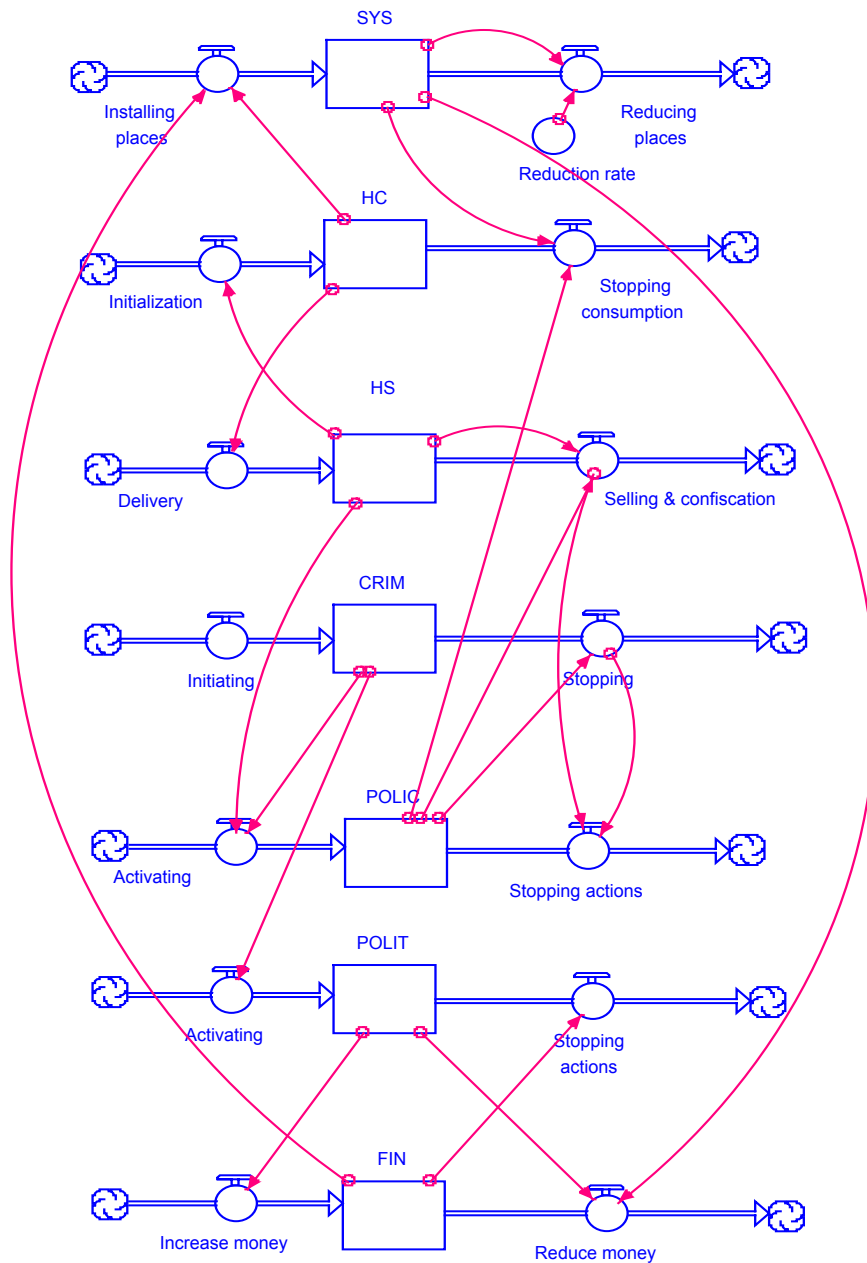 SYS
Installing
places
Reducing
places
Reduction rate
HC
Initialization
Stopping
consumption
HS
Delivery
Selling & confiscation
CRIM
Initiating
Stopping
POLIC
Activating
Stopping actions
POLIT
Activating
Stopping
actions
FIN
Increase money
Reduce money